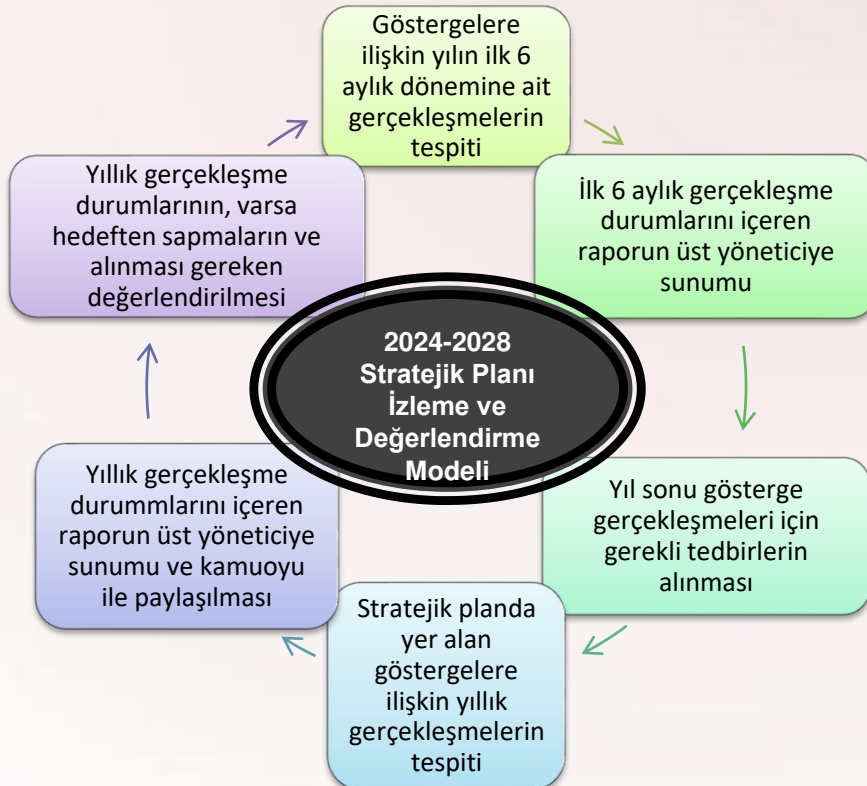 Göstergelere
ilişkin yılın ilk 6
aylık dönemine ait
gerçekleşmelerin
tespiti
İlk 6 aylık gerçekleşme
durumlarını içeren
raporun üst yöneticiye
sunumu
Yıl sonu gösterge
gerçekleşmeleri için
gerekli tedbirlerin
alınması
Stratejik planda
yer alan
göstergelere
ilişkin yıllık
gerçekleşmelerin
tespiti
Yıllık gerçekleşme
durummlarını içeren
raporun üst yöneticiye
sunumu ve kamuoyu
ile paylaşılması
Yıllık gerçekleşme
durumlarının, varsa
hedeften sapmaların ve
alınması gereken
değerlendirilmesi
2024-2028
Stratejik Planı
İzleme ve
Değerlendirme
Modeli